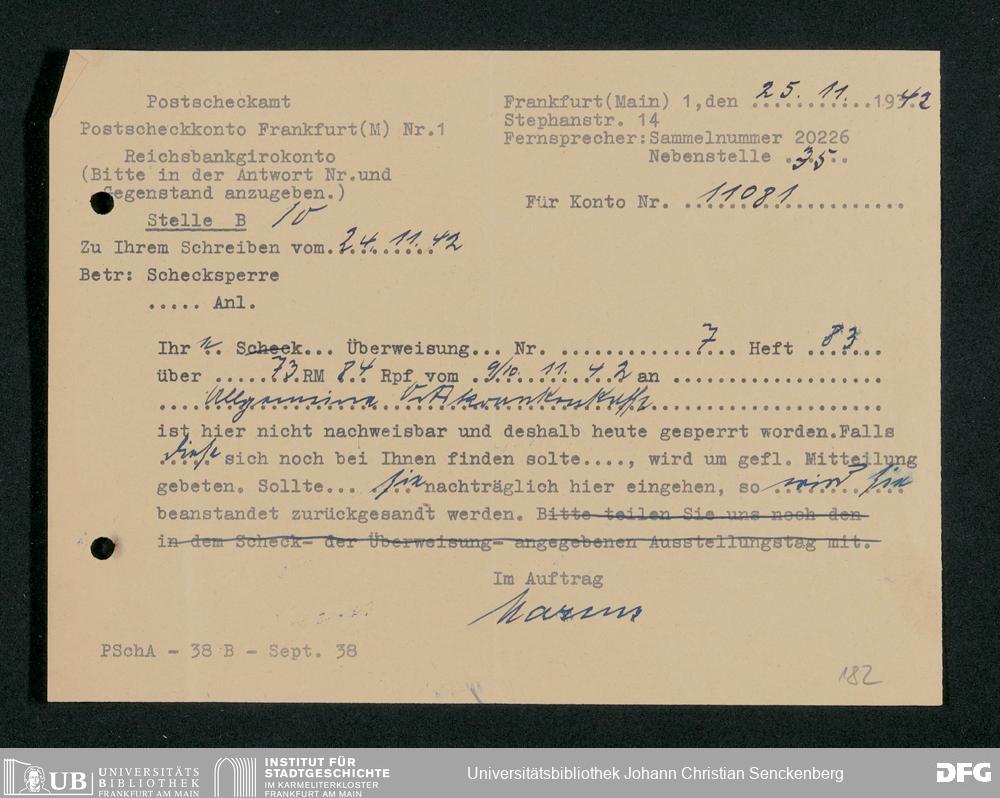 Postscheckamt
Postscheckkonto Frankfurt(M) Nr.1
Reichsbankgirokonto
(Bitte in der Antwort Nr.und
Gegenstand anzugeben.)
Stelle B 10
Frankfurt(Main) 1,den 25. 11. 1942
Stephanstr. 14
Fernsprecher:Sammelnummer 20226
Nebenstelle 35
Für Konto Nr. 11081
Zu Ihrem Schreiben vom 24. 11. 42
Betr: Schecksperre
..... Anl.
Ihr Scheck... Überweisung... Nr. 7 Heft 83
über 73 RM 84 Rpf vom 9/10. 11. 42 an
Allgemeine Ortskrankenkasse
ist hier nicht nachweisbar und deshalb heute gesperrt worden.Falls
diese sich noch bei Ihnen finden solte...., wird um gefl. Mitteilung
gebeten. Sollte... sie nachträglich hier eingehen, so wird sie
beanstandet zurückgesandt werden. Bitte teilen Sie uns noch den
in dem Scheck- der Überweisung- angegebenen Ausstellungstag mit.
Im Auftrag
PSchA - 38 B - Sept. 38
182
UB UNIVERSITÄTS
BIBLIOTHEK
FRANKFURT AM MAIN
INSTITUT FÜR
STADTGESCHICHTE
IM KARMELITERKLOSTER
FRANKFURT AM MAIN
Universitätsbibliothek Johann Christian Senckenberg
DFG